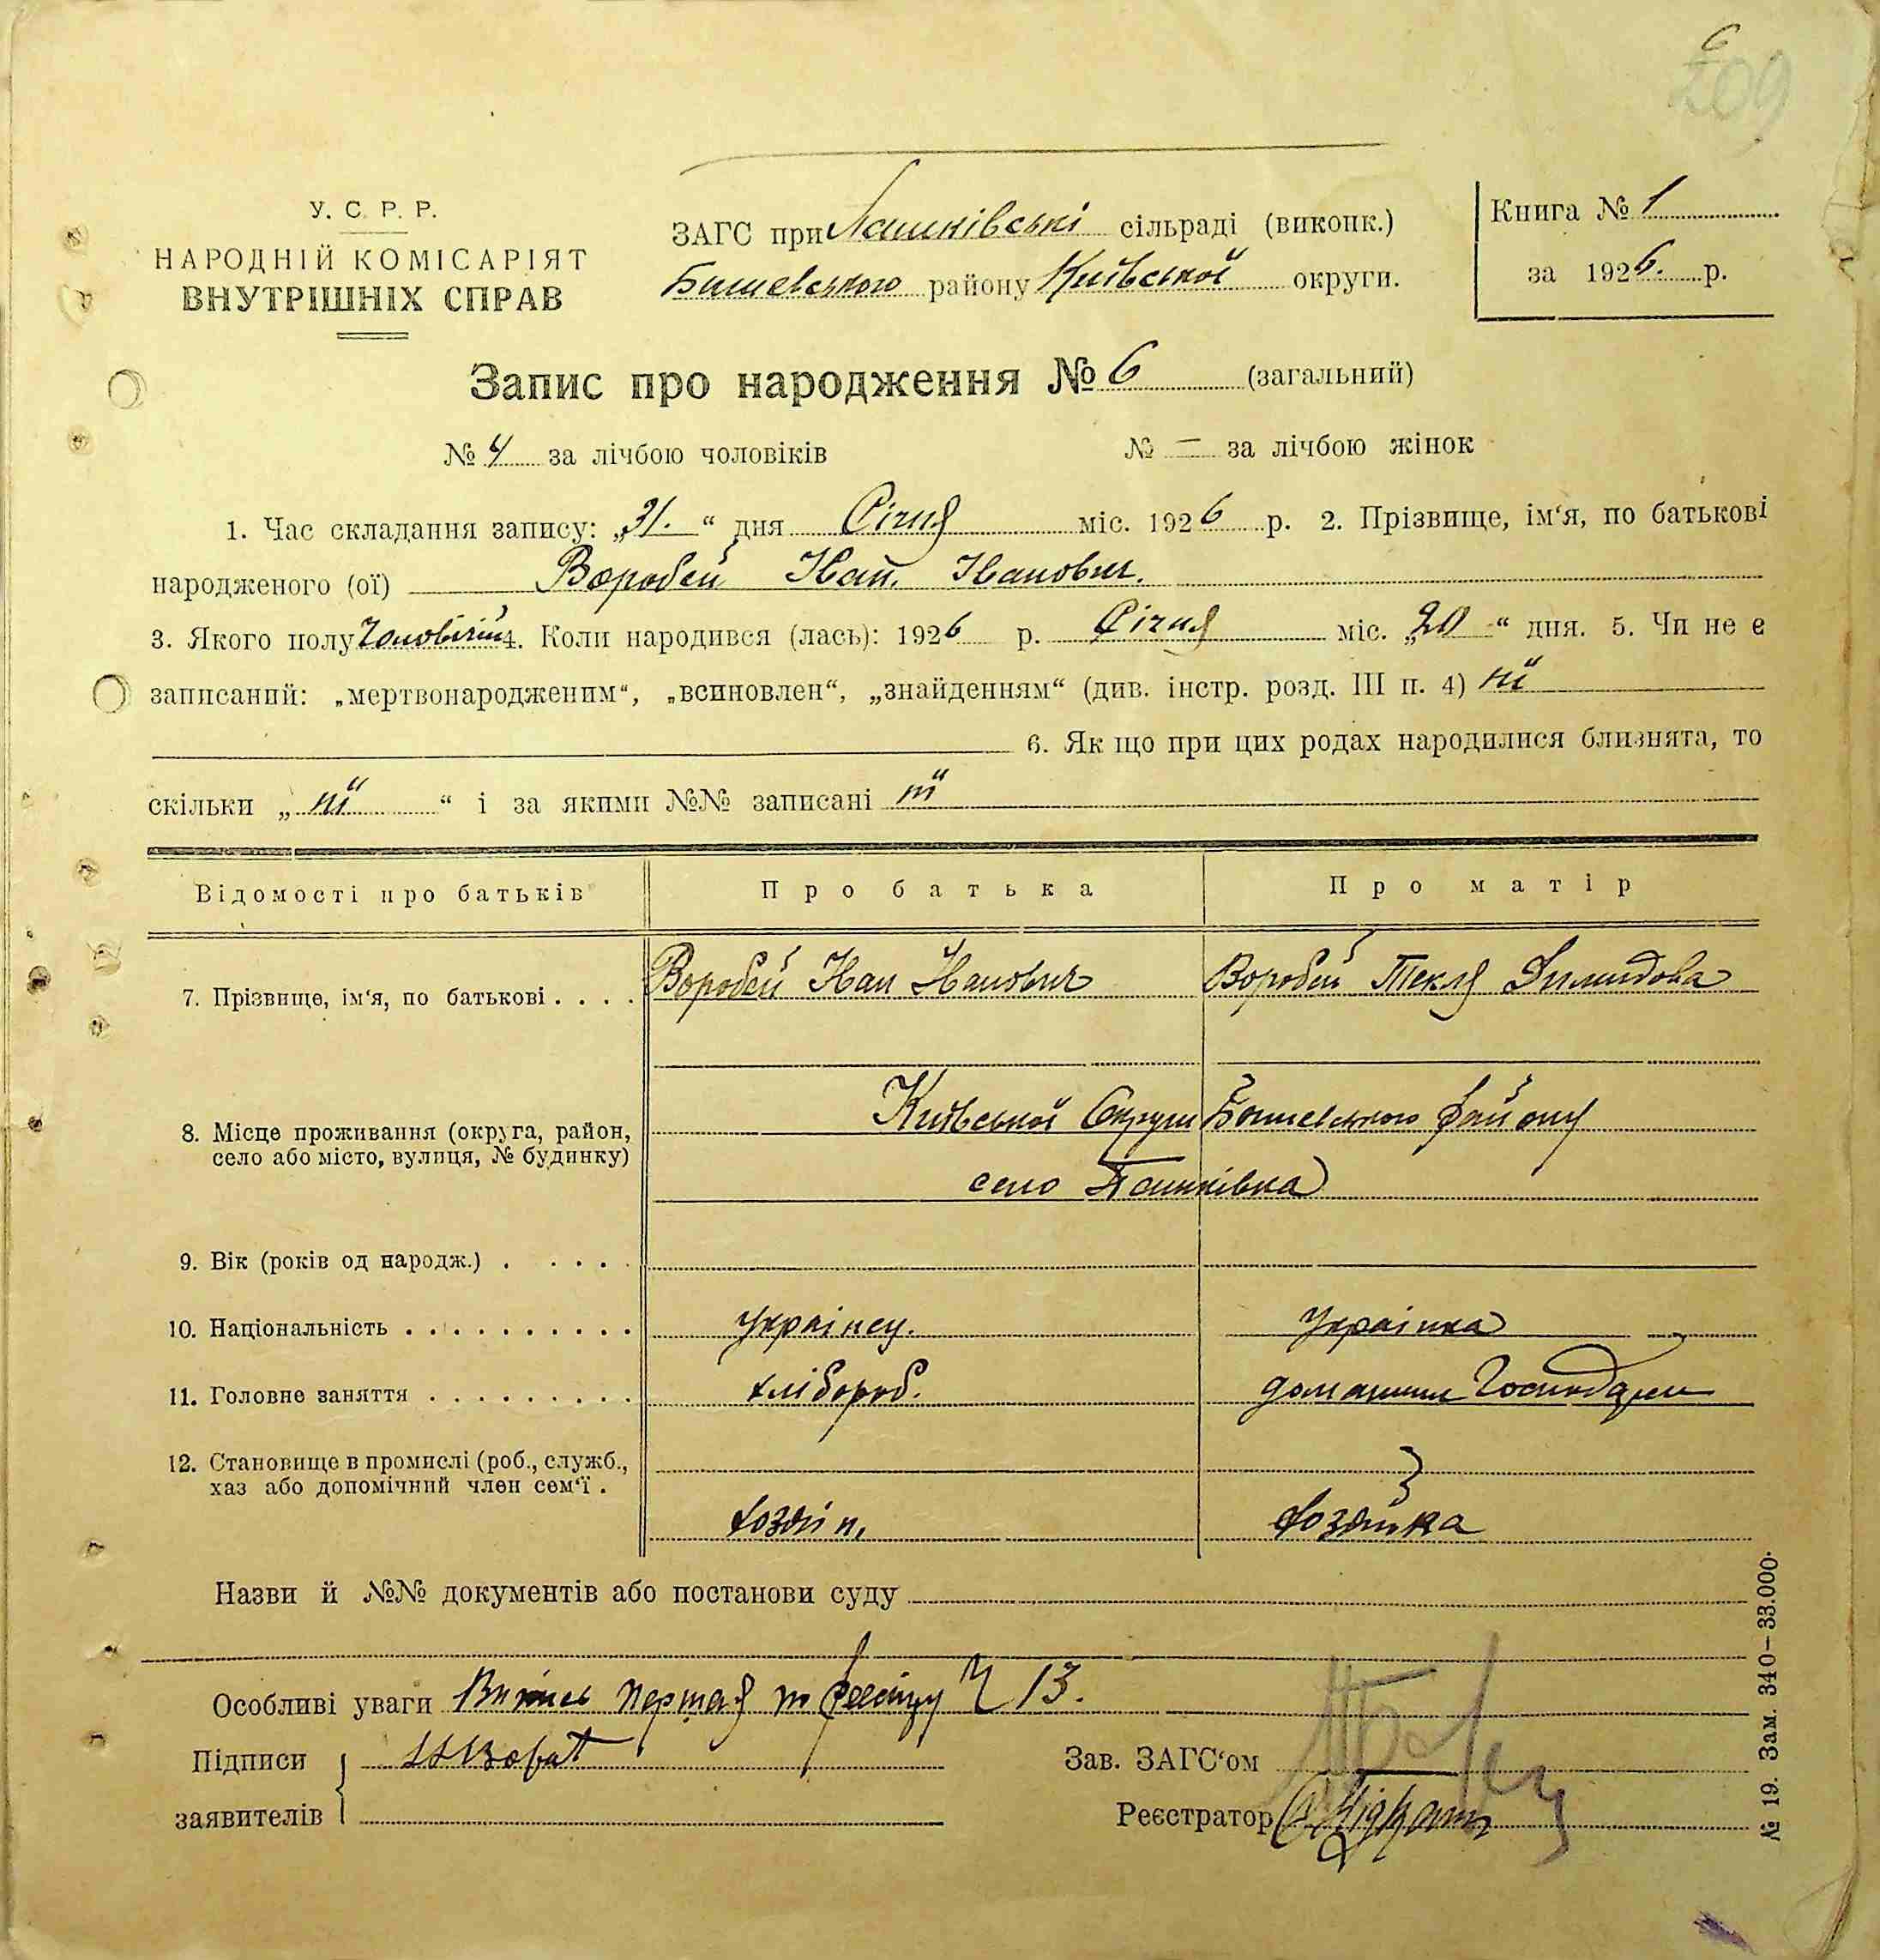 6
209
У. С. Р. Р.
НАРОДНІЙ КОМІСАРІЯТ
ВНУТРІШНІХ СПРАВ
ЗАГС при сільраді (виконк.)
Бишевського району Київської округи.
Книга № 1
за 1926. р.
Запис про народження № 6 (загальний)
№ 4 за лічбою чоловіків № — за лічбою жінок
1. Час складання запису: „31.“ дня Січня міс. 1926 р. 2. Прізвище, ім'я, по батькові
народженого (ої) Воробей Іван Іванович.
3. Якого полу Чоловічий 4. Коли народився (лась): 1926 р. Січня міс. „20“ дня. 5. Чи не є
записаний: „мертвонародженим“, „всиновлен“, „знайденням“ (див. інстр. розд. III п. 4) ні
6. Як що при цих родах народилися близнята, то
скільки „ ні “ і за якими №№ записані ні
Відомості про батьків Про батька Про матір
7. Прізвище, ім'я, по батькові . . . . Воробей Іван Іванович Воробей Текля
8. Місце проживання (округа, район,
село або місто, вулиця, № будинку)
Київської Округи Бишевського району
село
9. Вік (років од народж.) . . . . .
10. Національність . . . . . . . . . . українец. українка
11. Головне заняття . . . . . . . . . хлібороб. Господар
12. Становище в промислі (роб., служб.,
хаз або допомічний член сем'ї .
хозяін, хозяйка
Назви й №№ документів або постанови суду
Особливі уваги перша 13.
Підписи
заявителів
Зав. ЗАГС'ом
Реєстратор
№ 19. Зам. 340–33.000.